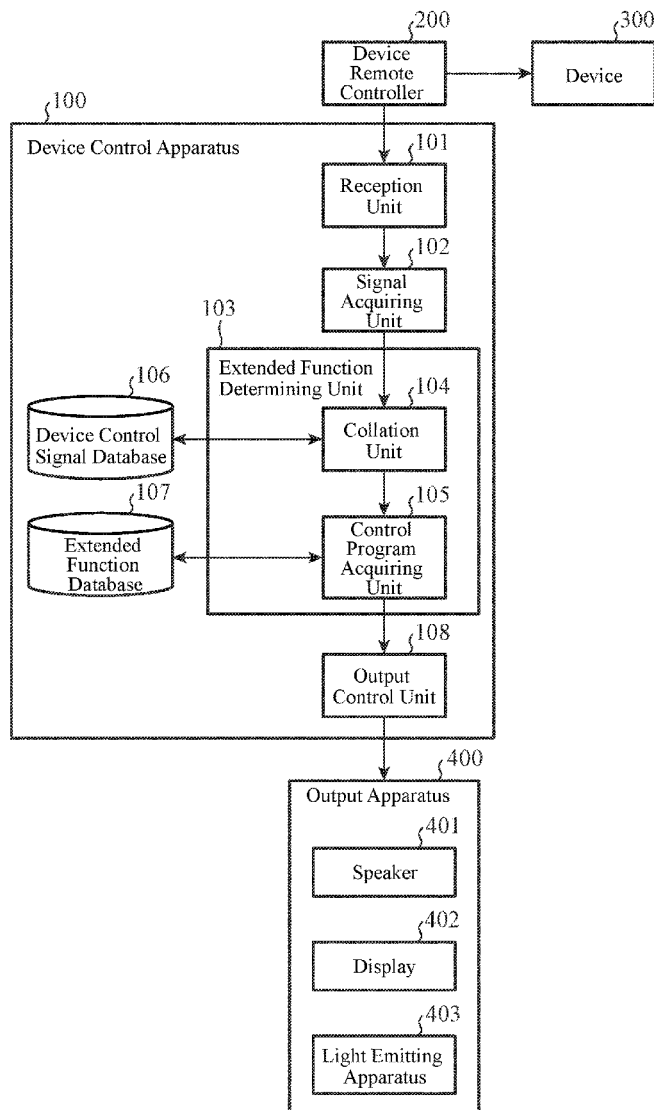 200
300
Device
Remote
Controller
Device
100
Device Control Apparatus
101
Reception
Unit
102
Signal
Acquiring
Unit
103
Extended Function
Determining Unit
106
104
Device Control
Signal Database
Collation
Unit
107
105
Extended
Function
Database
Control
Program
Acquiring
Unit
108
Output
Control Unit
400
Output Apparatus
401
Speaker
402
Display
403
Light Emitting
Apparatus